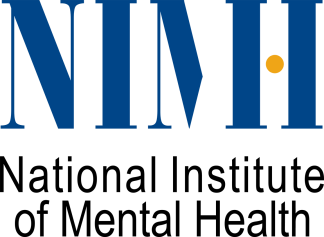 NIMH
National Institute
of Mental Health